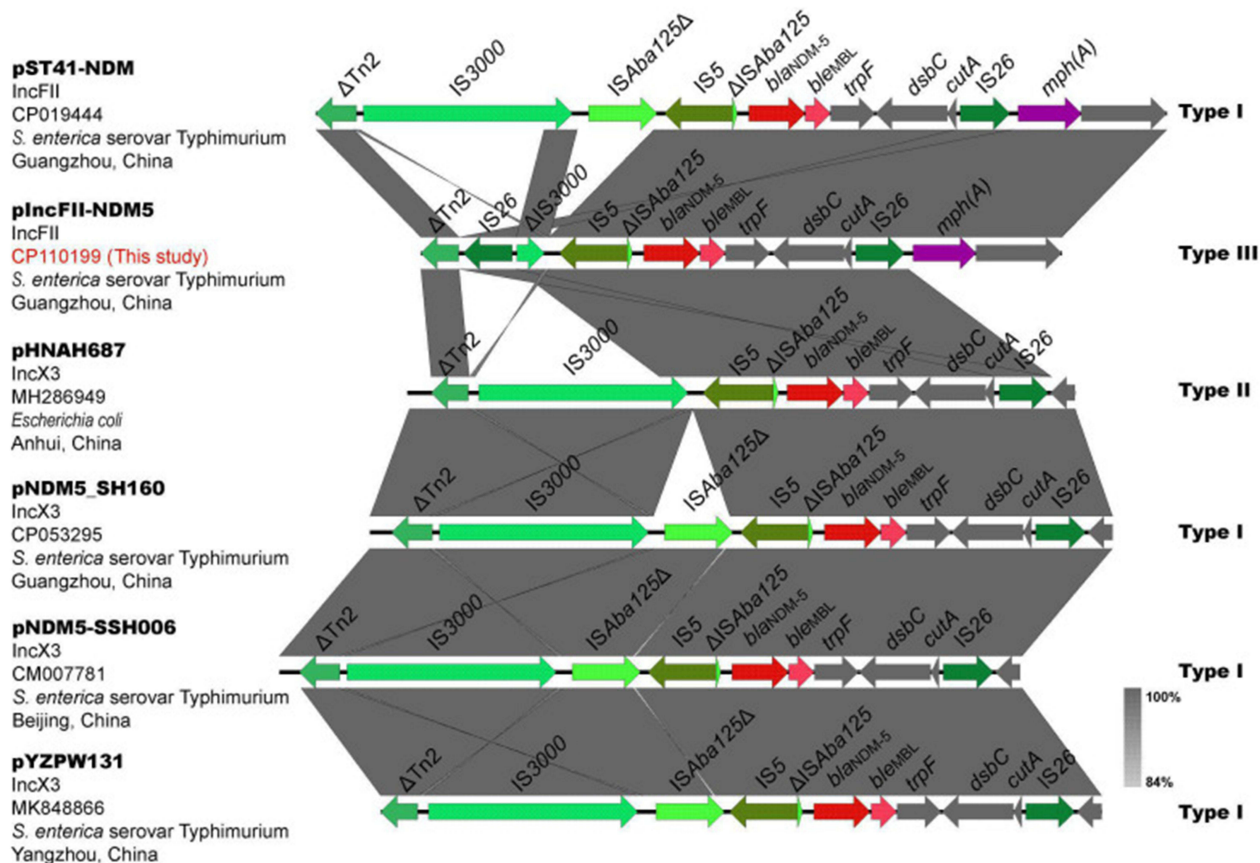 pST41-NDM
IncFII
CP019444
S. enterica serovar Typhimurium
Guangzhou, China
ΔTn2 IS3000 ISAba125Δ IS5 ΔISAba125 blaNDM-5 bleMBL trpF dsbC cutA IS26 mph(A)
Type I
pIncFII-NDM5
IncFII
CP110199 (This study)
S. enterica serovar Typhimurium
Guangzhou, China
ΔTn2 IS26 ΔIS3000 IS5 ΔISAba125 blaNDM-5 bleMBL trpF dsbC cutA IS26 mph(A)
Type III
pHNAH687
IncX3
MH286949
Escherichia coli
Anhui, China
ΔTn2 IS3000 IS5 ΔISAba125 blaNDM-5 bleMBL trpF dsbC cutA IS26
Type II
pNDM5_SH160
IncX3
CP053295
S. enterica serovar Typhimurium
Guangzhou, China
ΔTn2 IS3000 ISAba125Δ IS5 ΔISAba125 blaNDM-5 bleMBL trpF dsbC cutA IS26
Type I
pNDM5-SSH006
IncX3
CM007781
S. enterica serovar Typhimurium
Beijing, China
ΔTn2 IS3000 ISAba125Δ IS5 ΔISAba125 blaNDM-5 bleMBL trpF dsbC cutA IS26
Type I
pYZPW131
IncX3
MK848866
S. enterica serovar Typhimurium
Yangzhou, China
ΔTn2 IS3000 ISAba125Δ IS5 ΔISAba125 blaNDM-5 bleMBL trpF dsbC cutA IS26
Type I
100%
84%